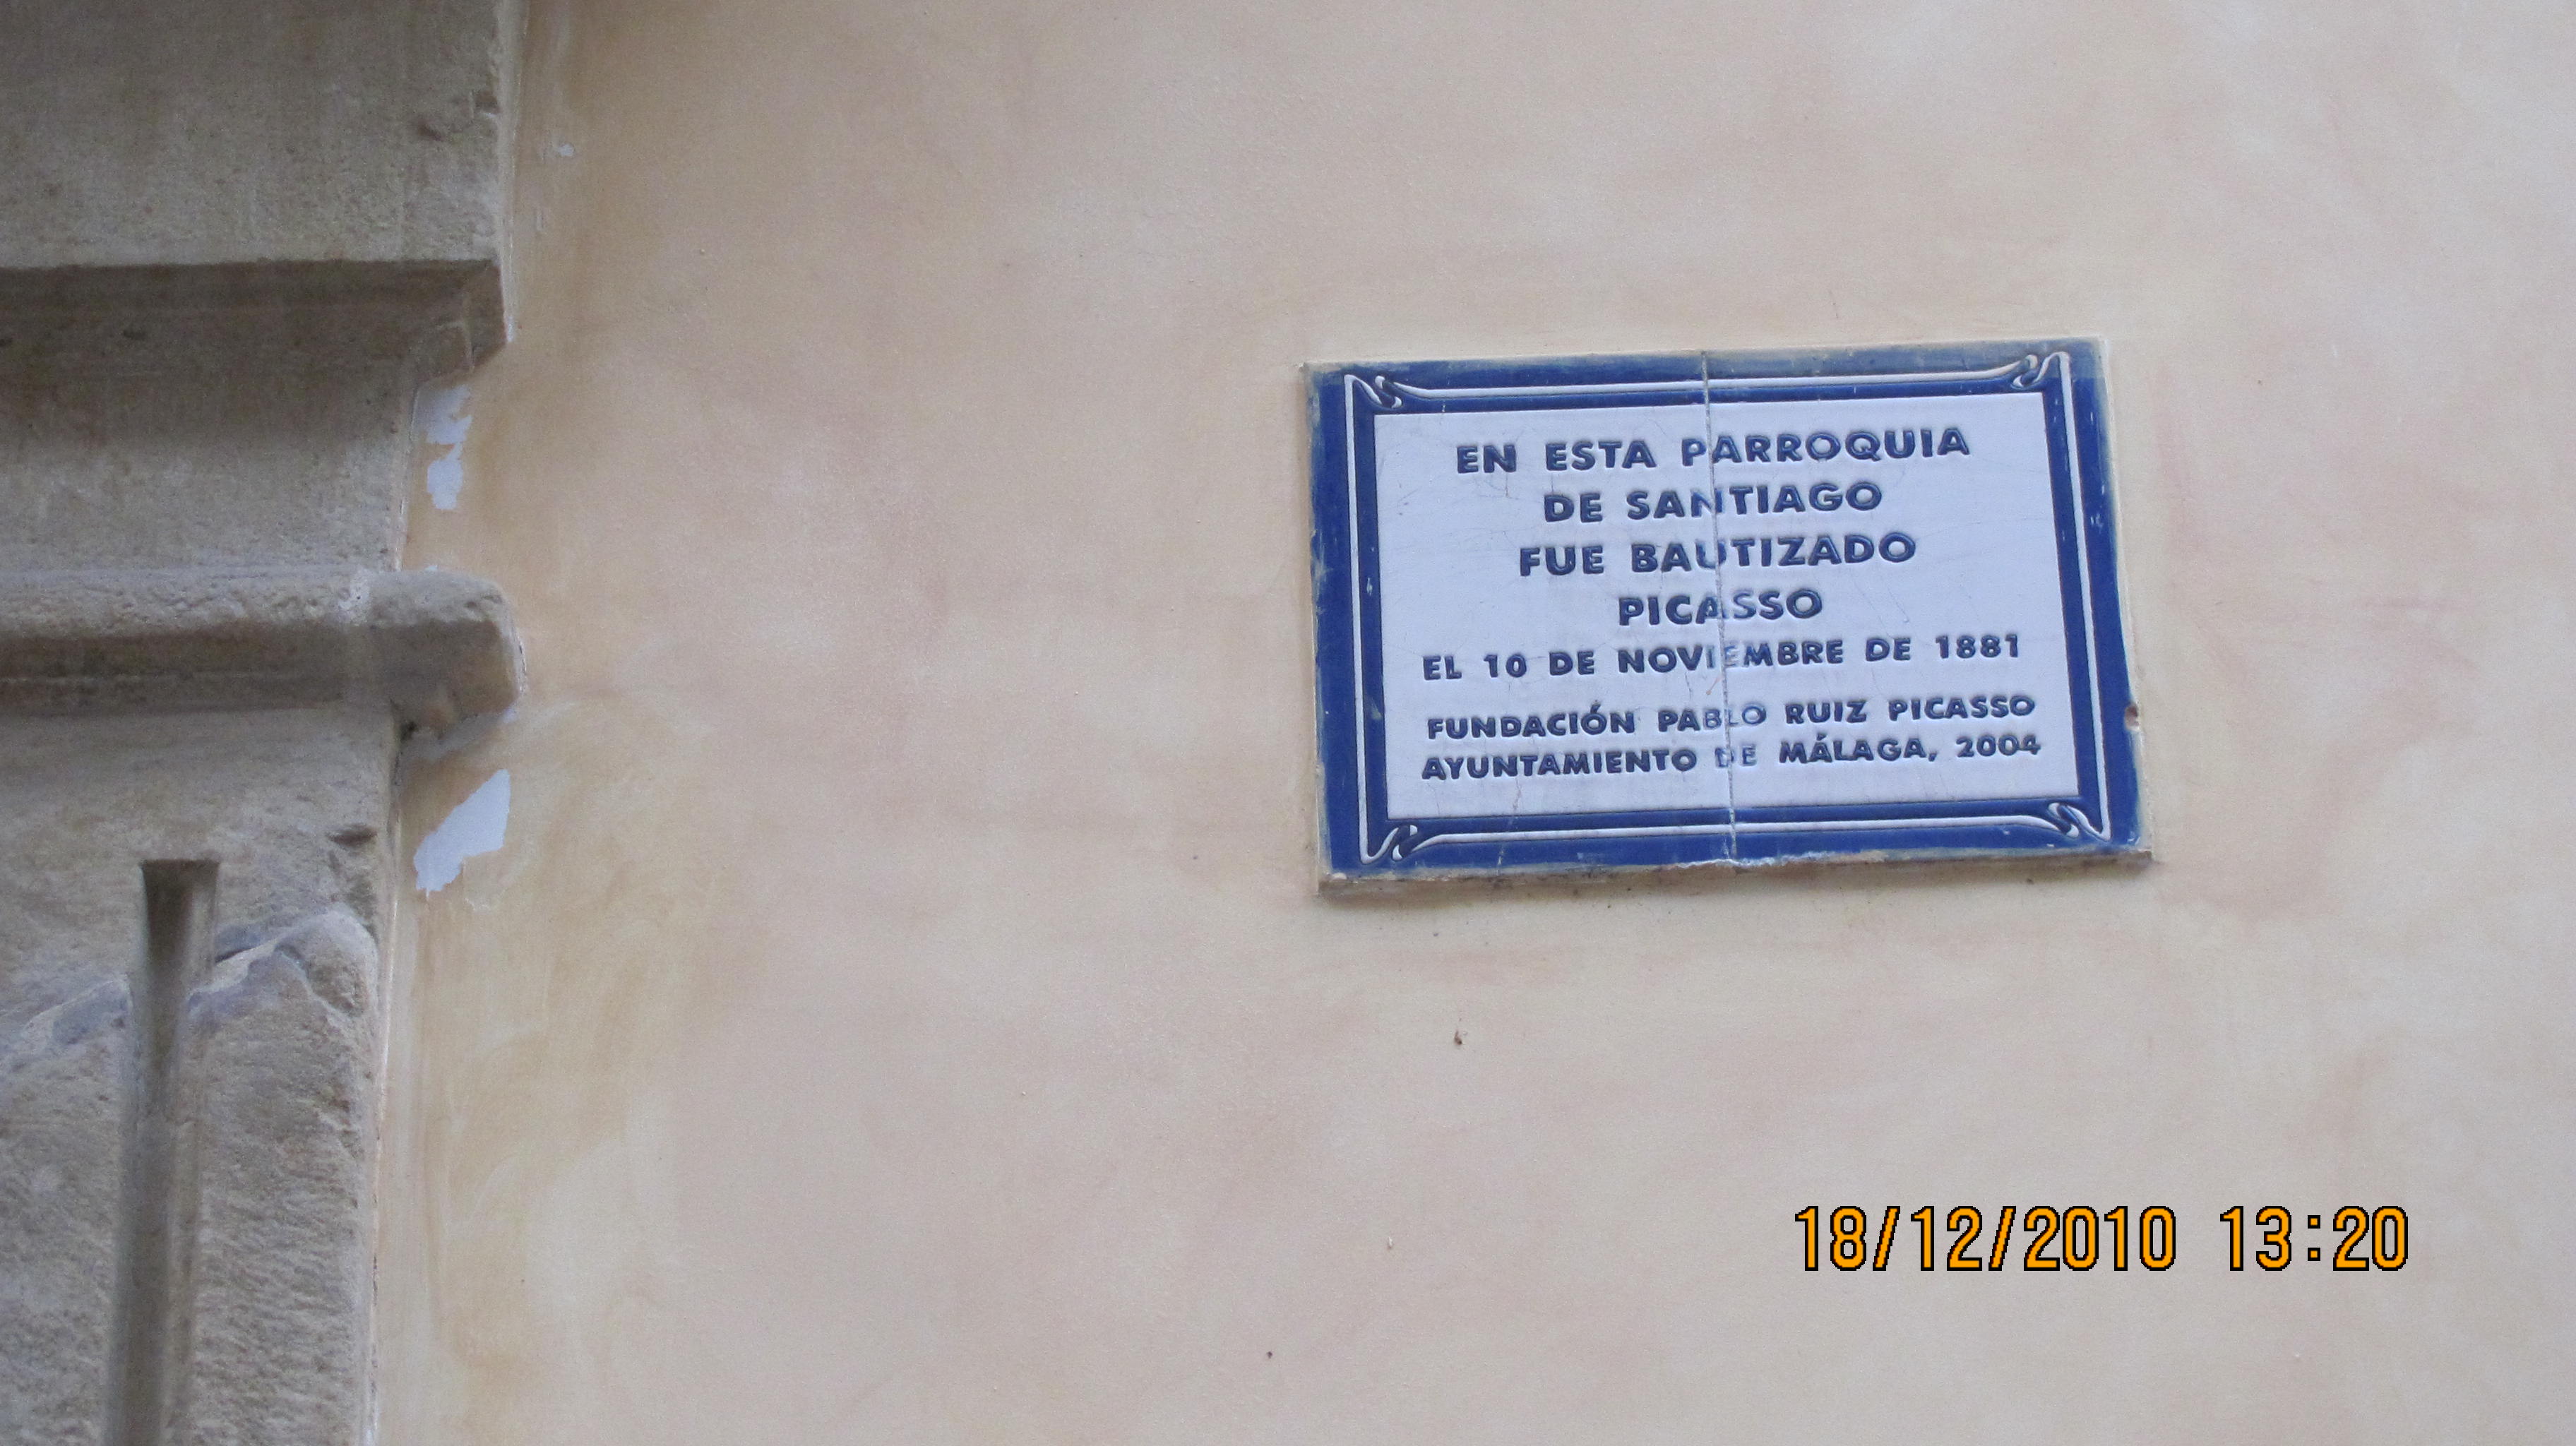 EN ESTA PARROQUIA
DE SANTIAGO
FUE BAUTIZADO
PICASSO
EL 10 DE NOVIEMBRE DE 1881
FUNDACIÓN PABLO RUIZ PICASSO
AYUNTAMIENTO DE MÁLAGA, 2004
18/12/2010 13:20